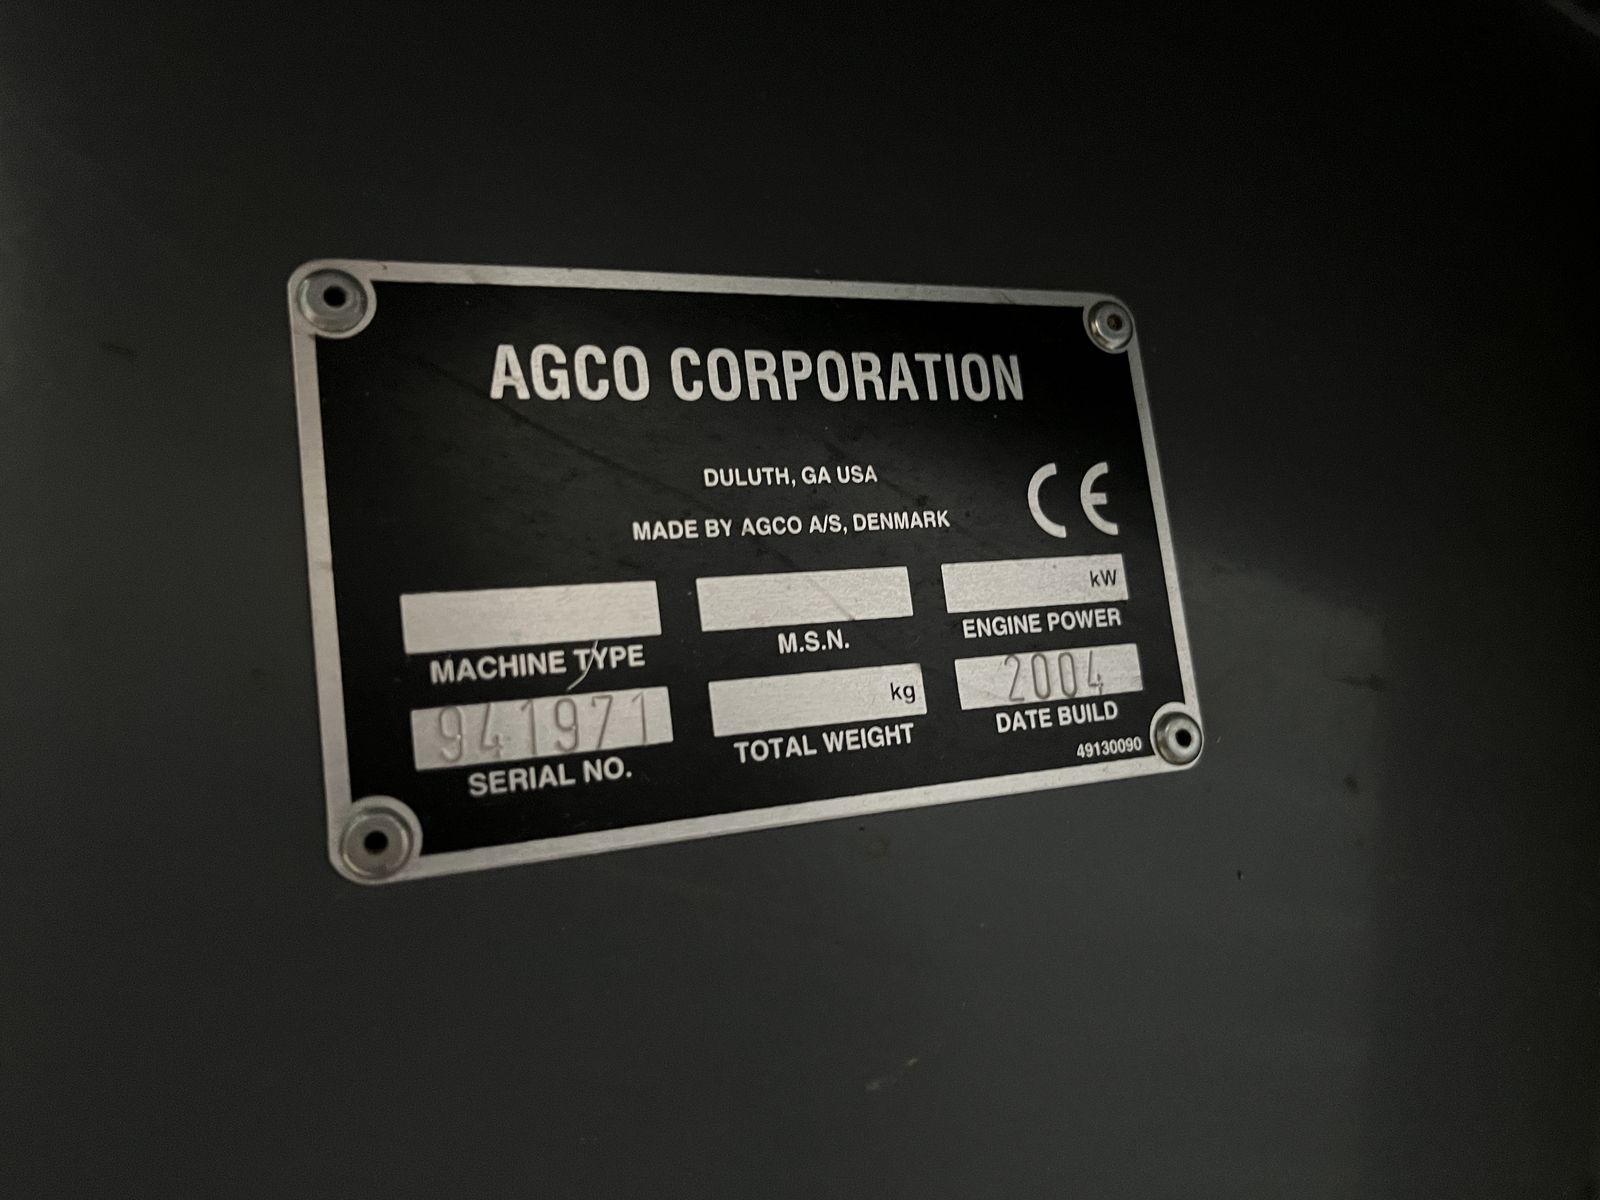 AGCO CORPORATION
DULUTH, GA USA
MADE BY AGCO A/S, DENMARK
CE
kW
MACHINE TYPE
M.S.N.
ENGINE POWER
941971
kg
2004
SERIAL NO.
TOTAL WEIGHT
DATE BUILD
49130090